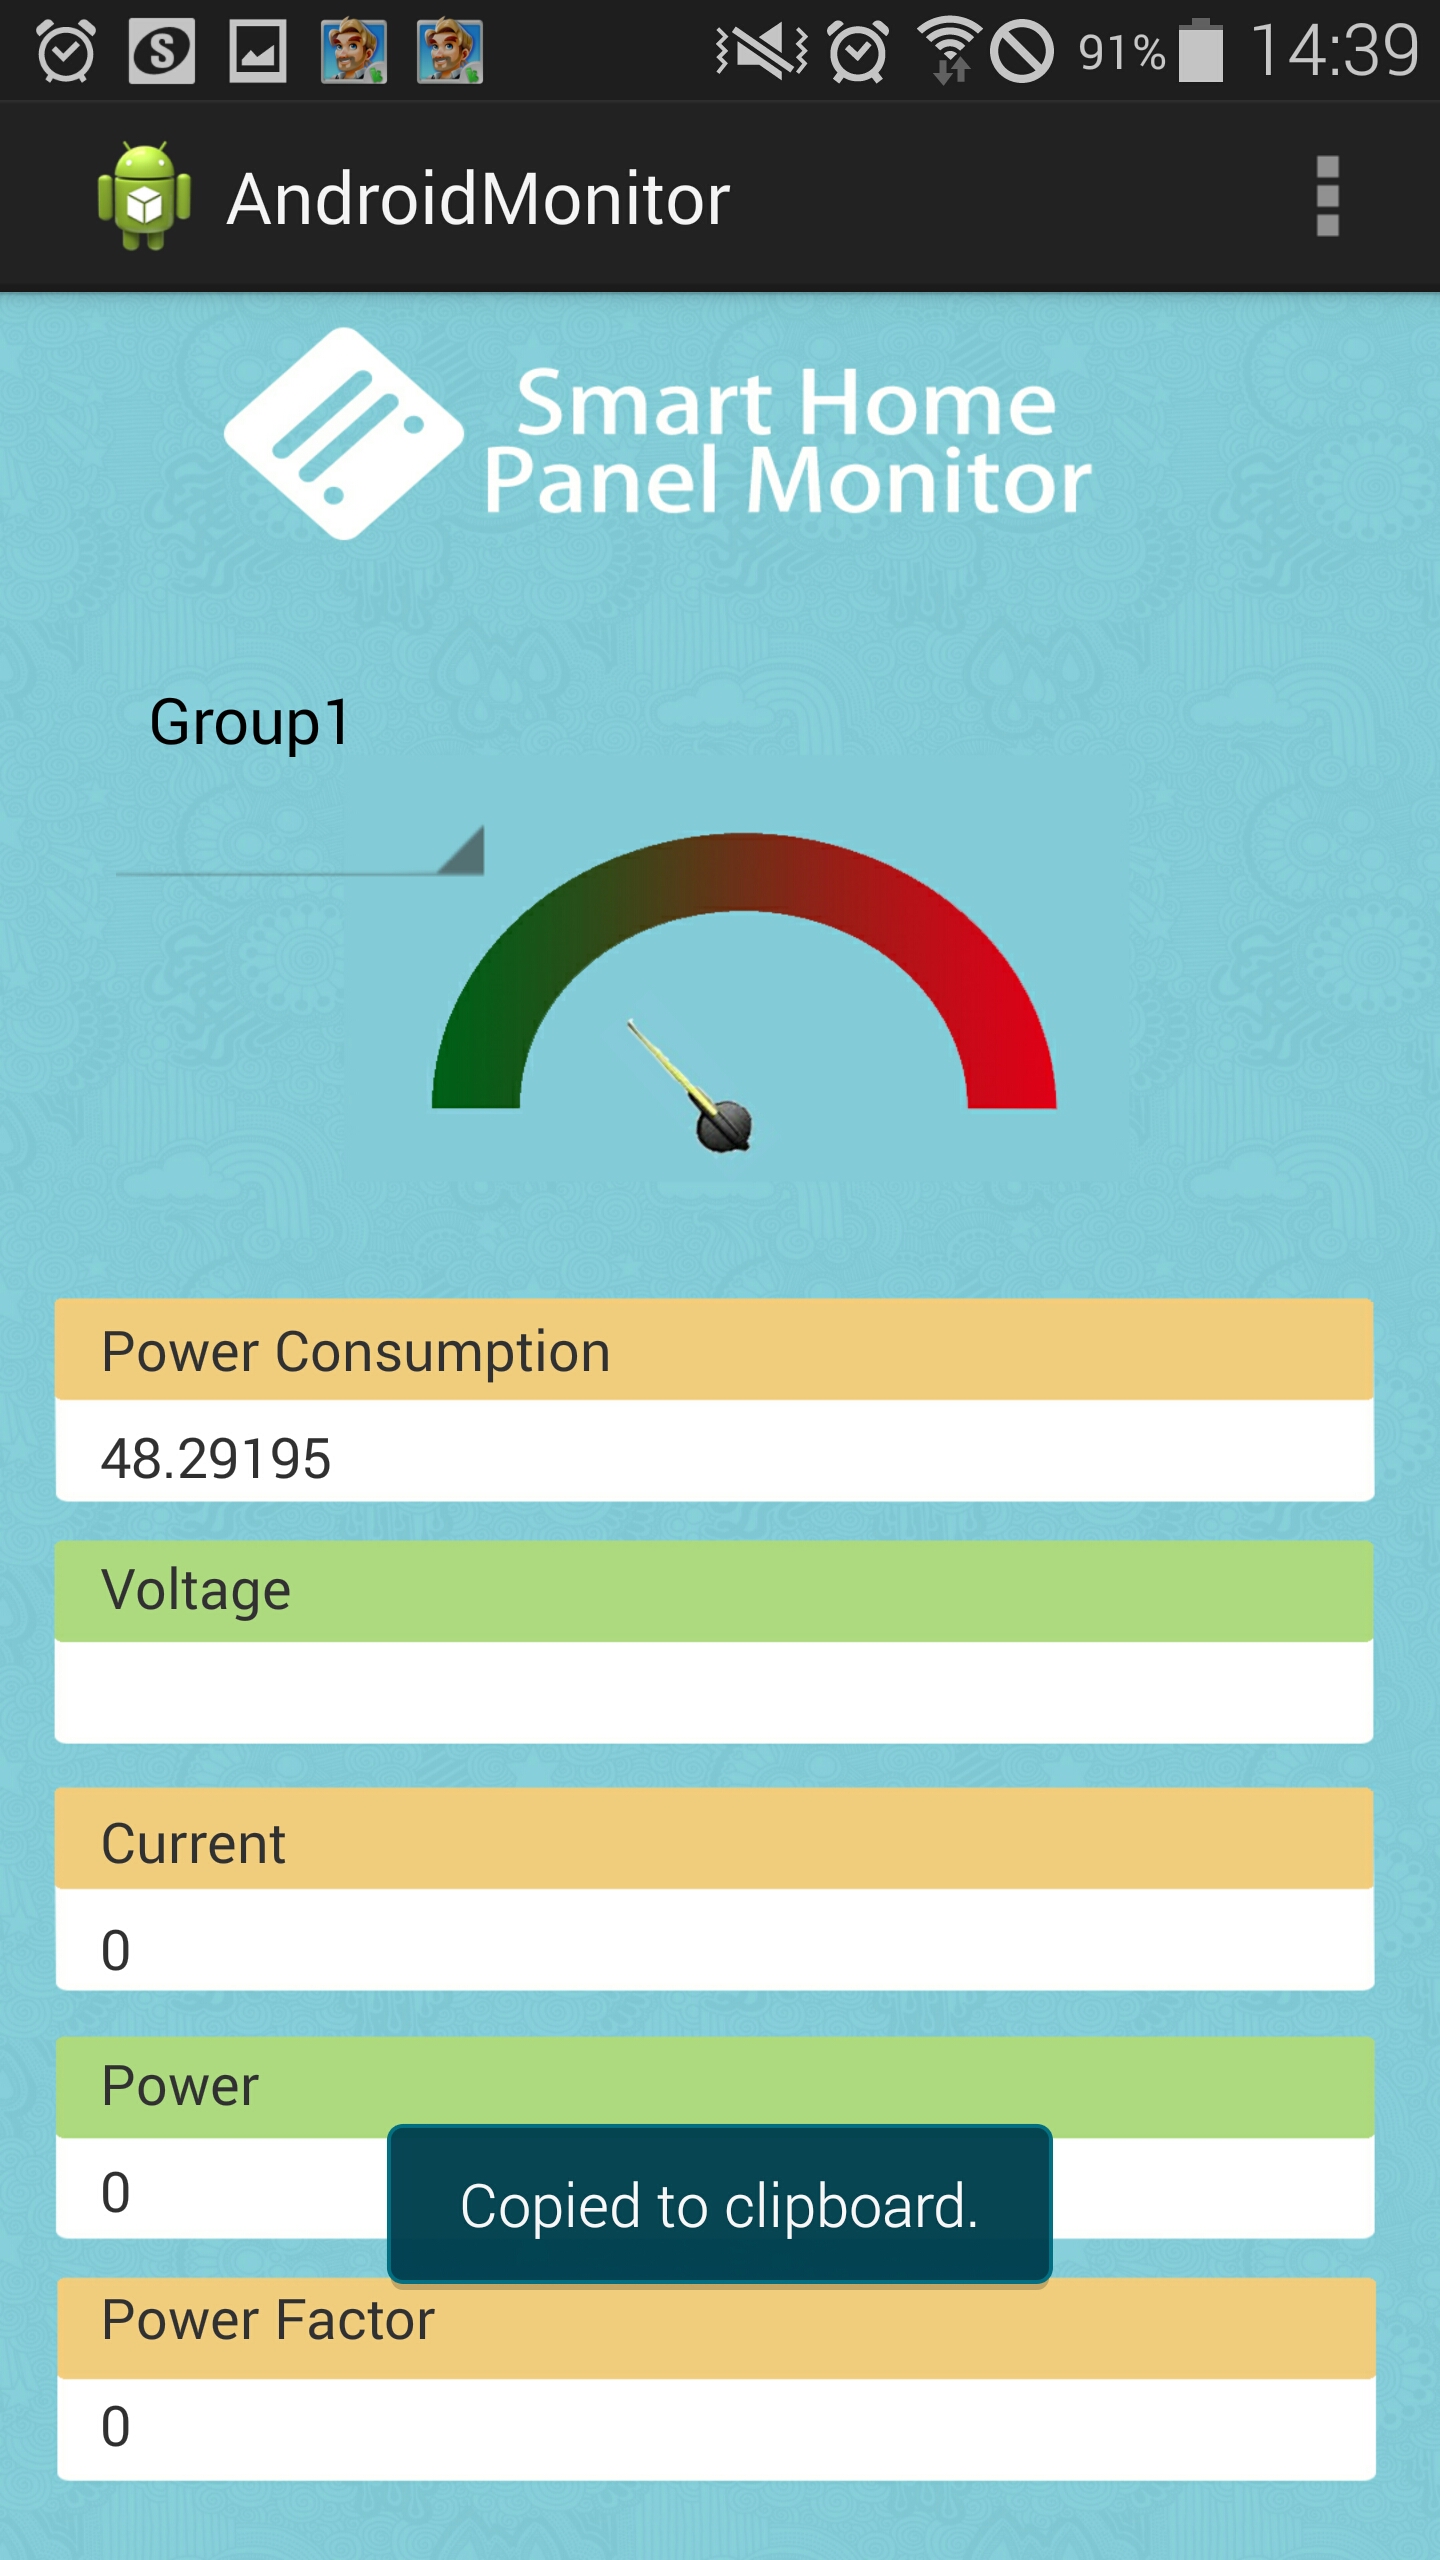 91% 14:39
AndroidMonitor
Smart Home
Panel Monitor
Group1
Power Consumption
48.29195
Voltage
Current
0
Power
0
Copied to clipboard.
Power Factor
0